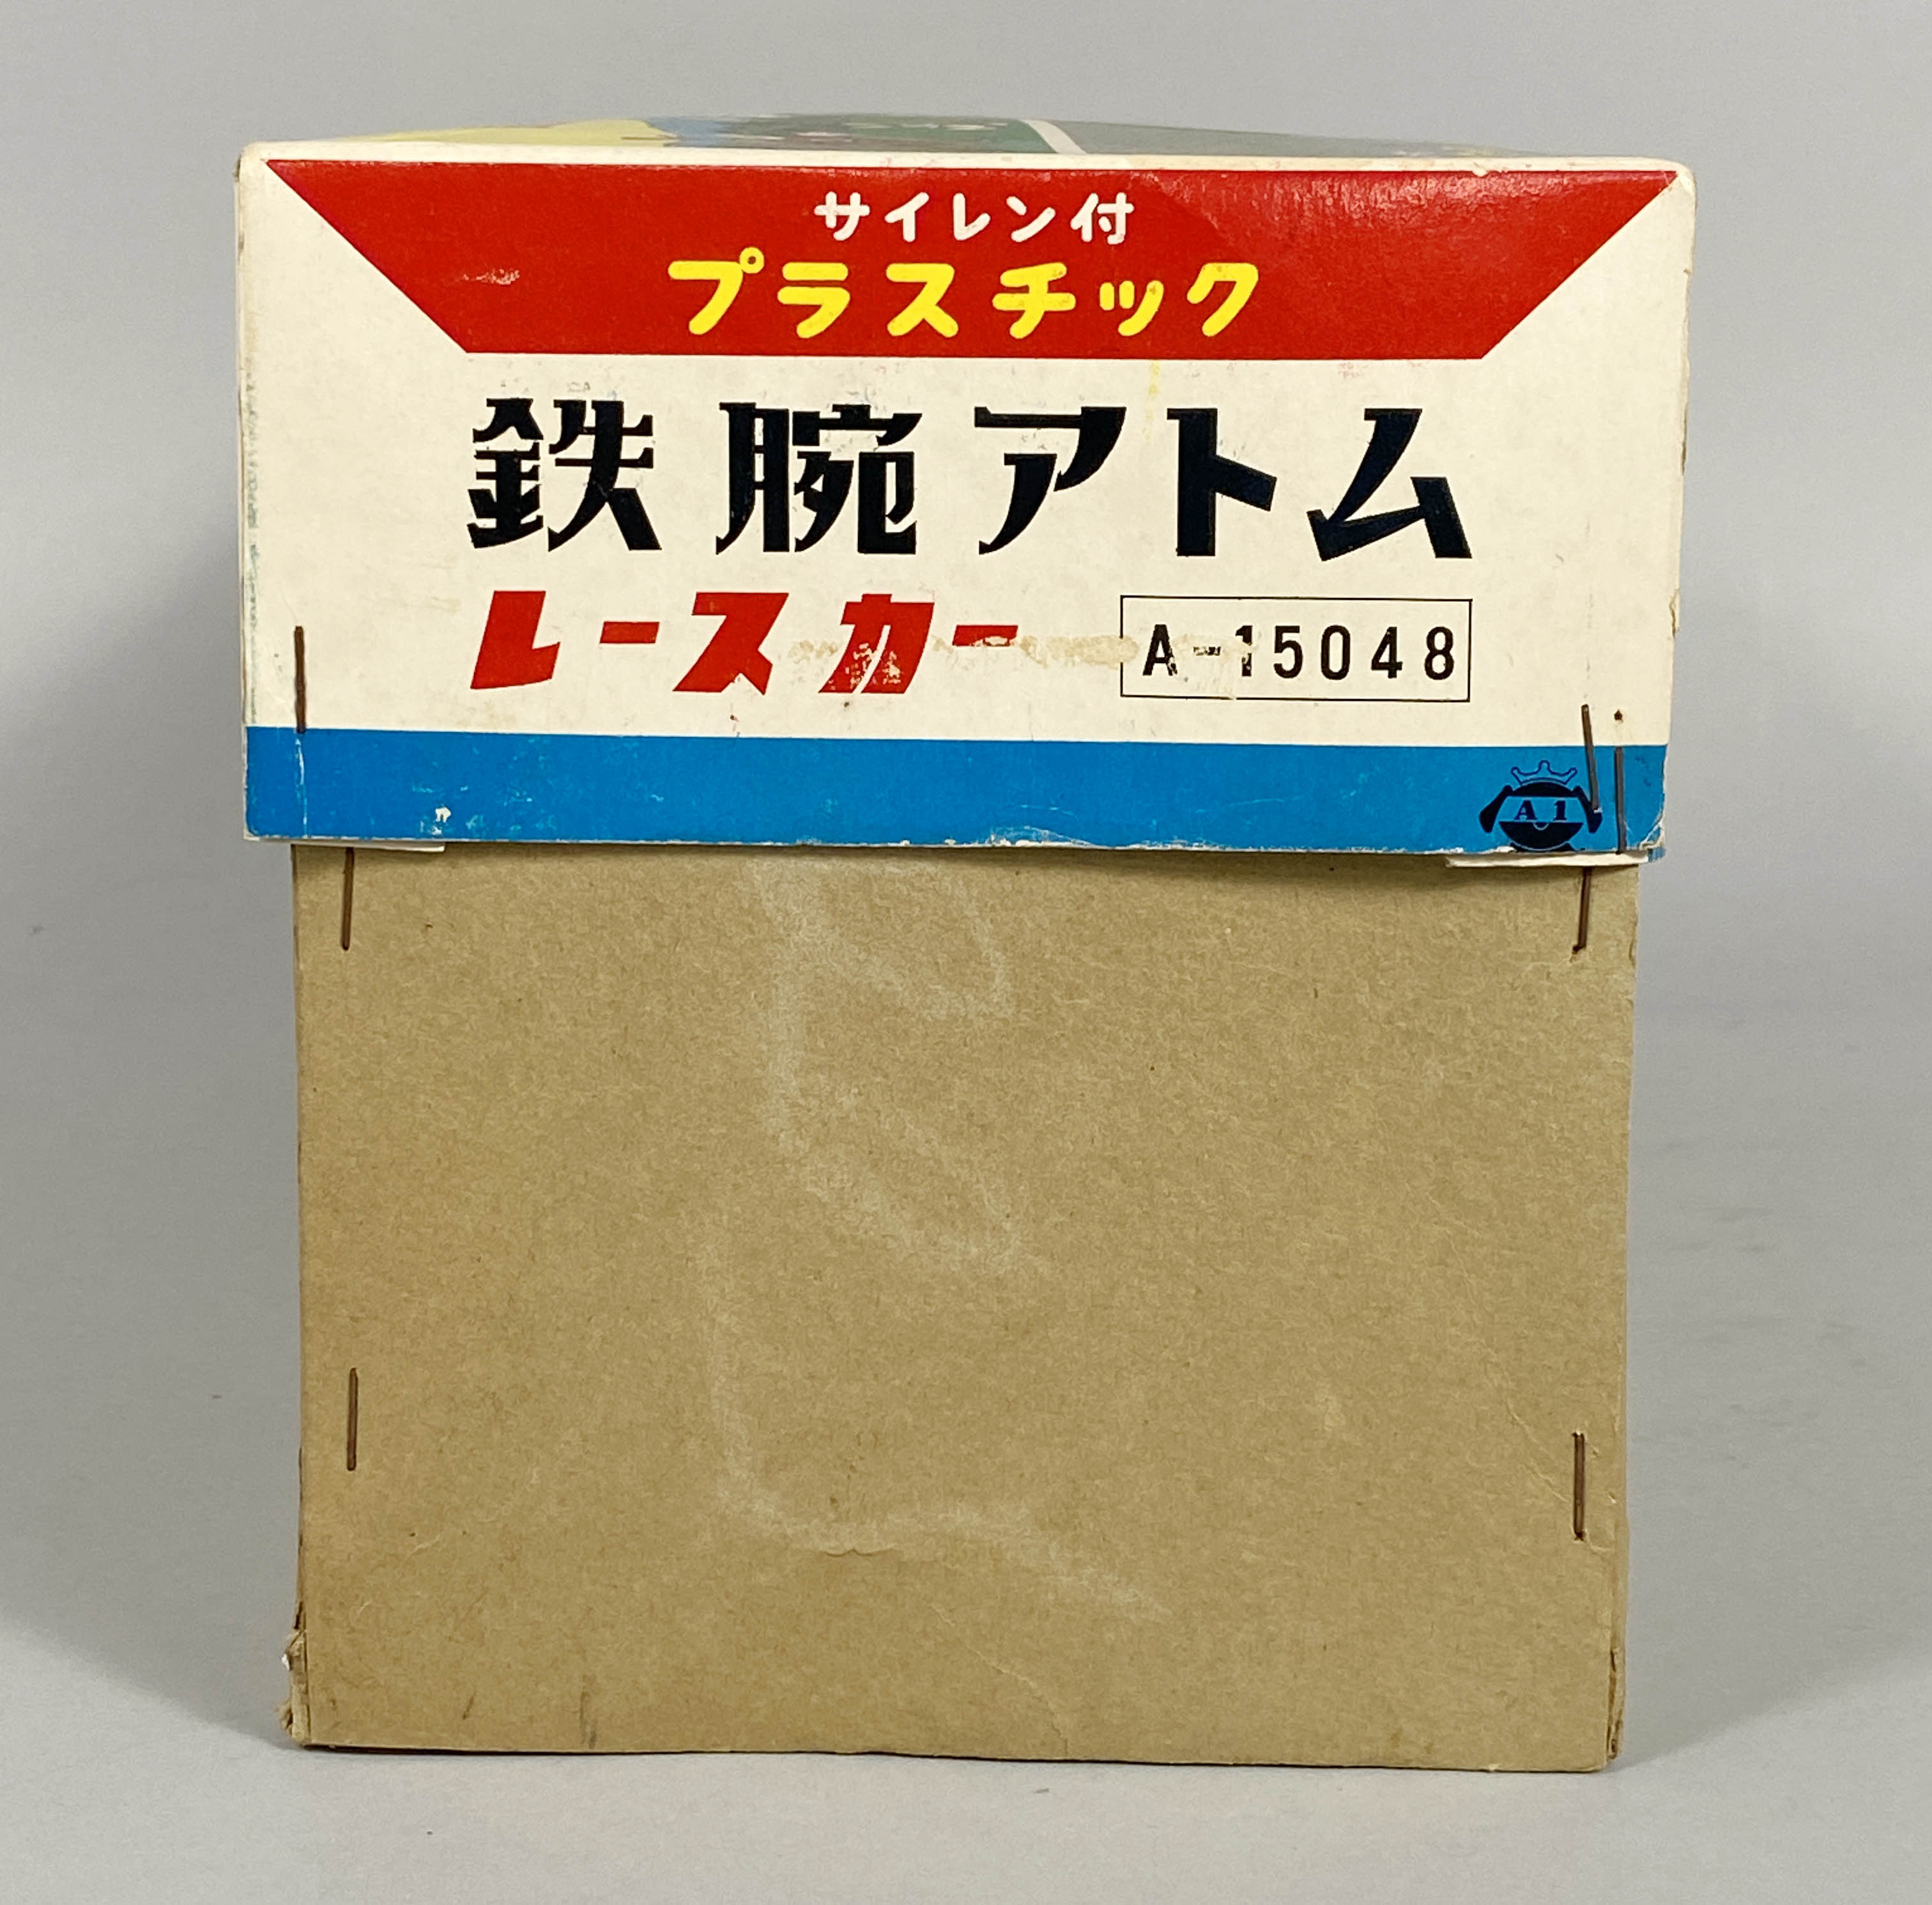 サイレン付
プラスチック
鉄腕アトム
レースカー
A-15048
A1